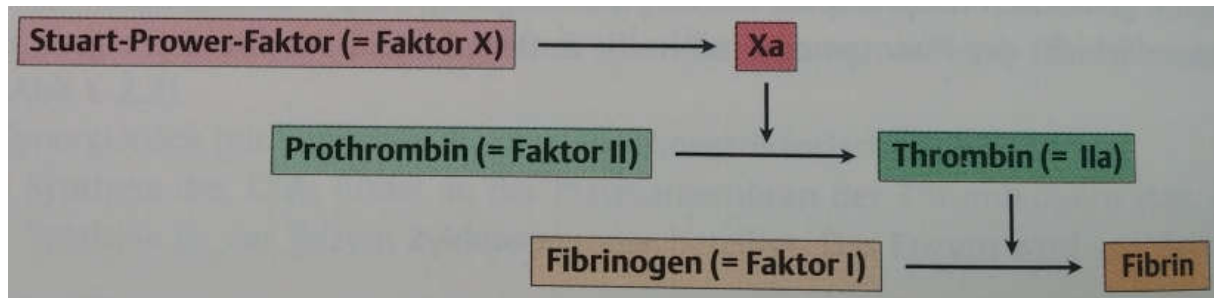 Stuart-Prower-Faktor (= Faktor X) Xa
Prothrombin (= Faktor II) Thrombin (= IIa)
Fibrinogen (= Faktor I) Fibrin